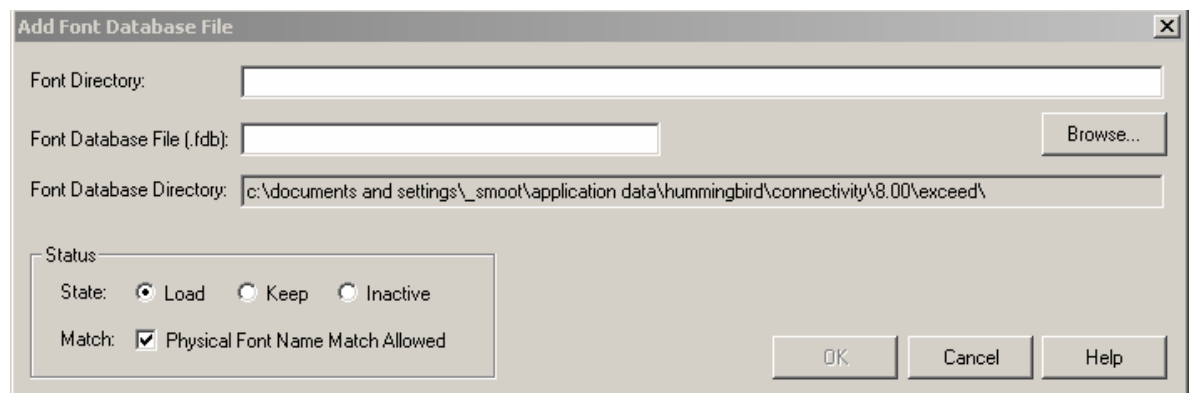 Add Font Database File
Font Directory:
Font Database File (.fdb):
Browse...
Font Database Directory: c:\documents and settings\_smoot\application data\hummingbird\connectivity\8.00\exceed\
Status
State: Load Keep Inactive
Match: Physical Font Name Match Allowed
OK Cancel Help